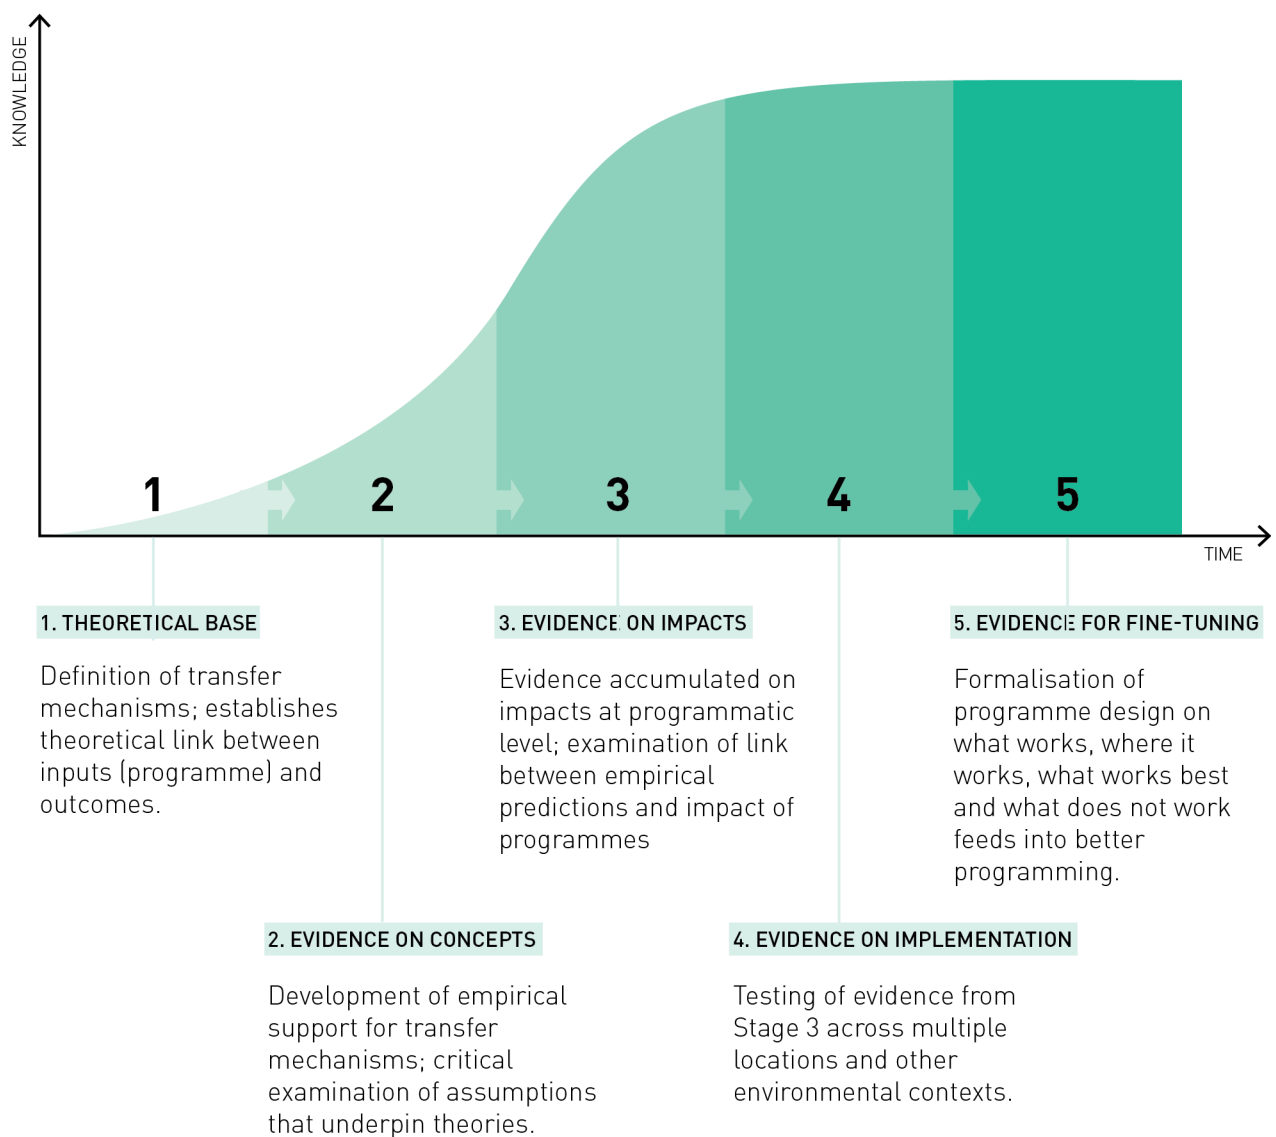 KNOWLEDGE
1
2
3
4
5
TIME
1. THEORETICAL BASE
Definition of transfer
mechanisms; establishes
theoretical link between
inputs (programme) and
outcomes.
3. EVIDENCE ON IMPACTS
Evidence accumulated on
impacts at programmatic
level; examination of link
between empirical
predictions and impact of
programmes
5. EVIDENCE FOR FINE-TUNING
Formalisation of
programme design on
what works, where it
works, what works best
and what does not work
feeds into better
programming.
2. EVIDENCE ON CONCEPTS
Development of empirical
support for transfer
mechanisms; critical
examination of assumptions
that underpin theories.
4. EVIDENCE ON IMPLEMENTATION
Testing of evidence from
Stage 3 across multiple
locations and other
environmental contexts.